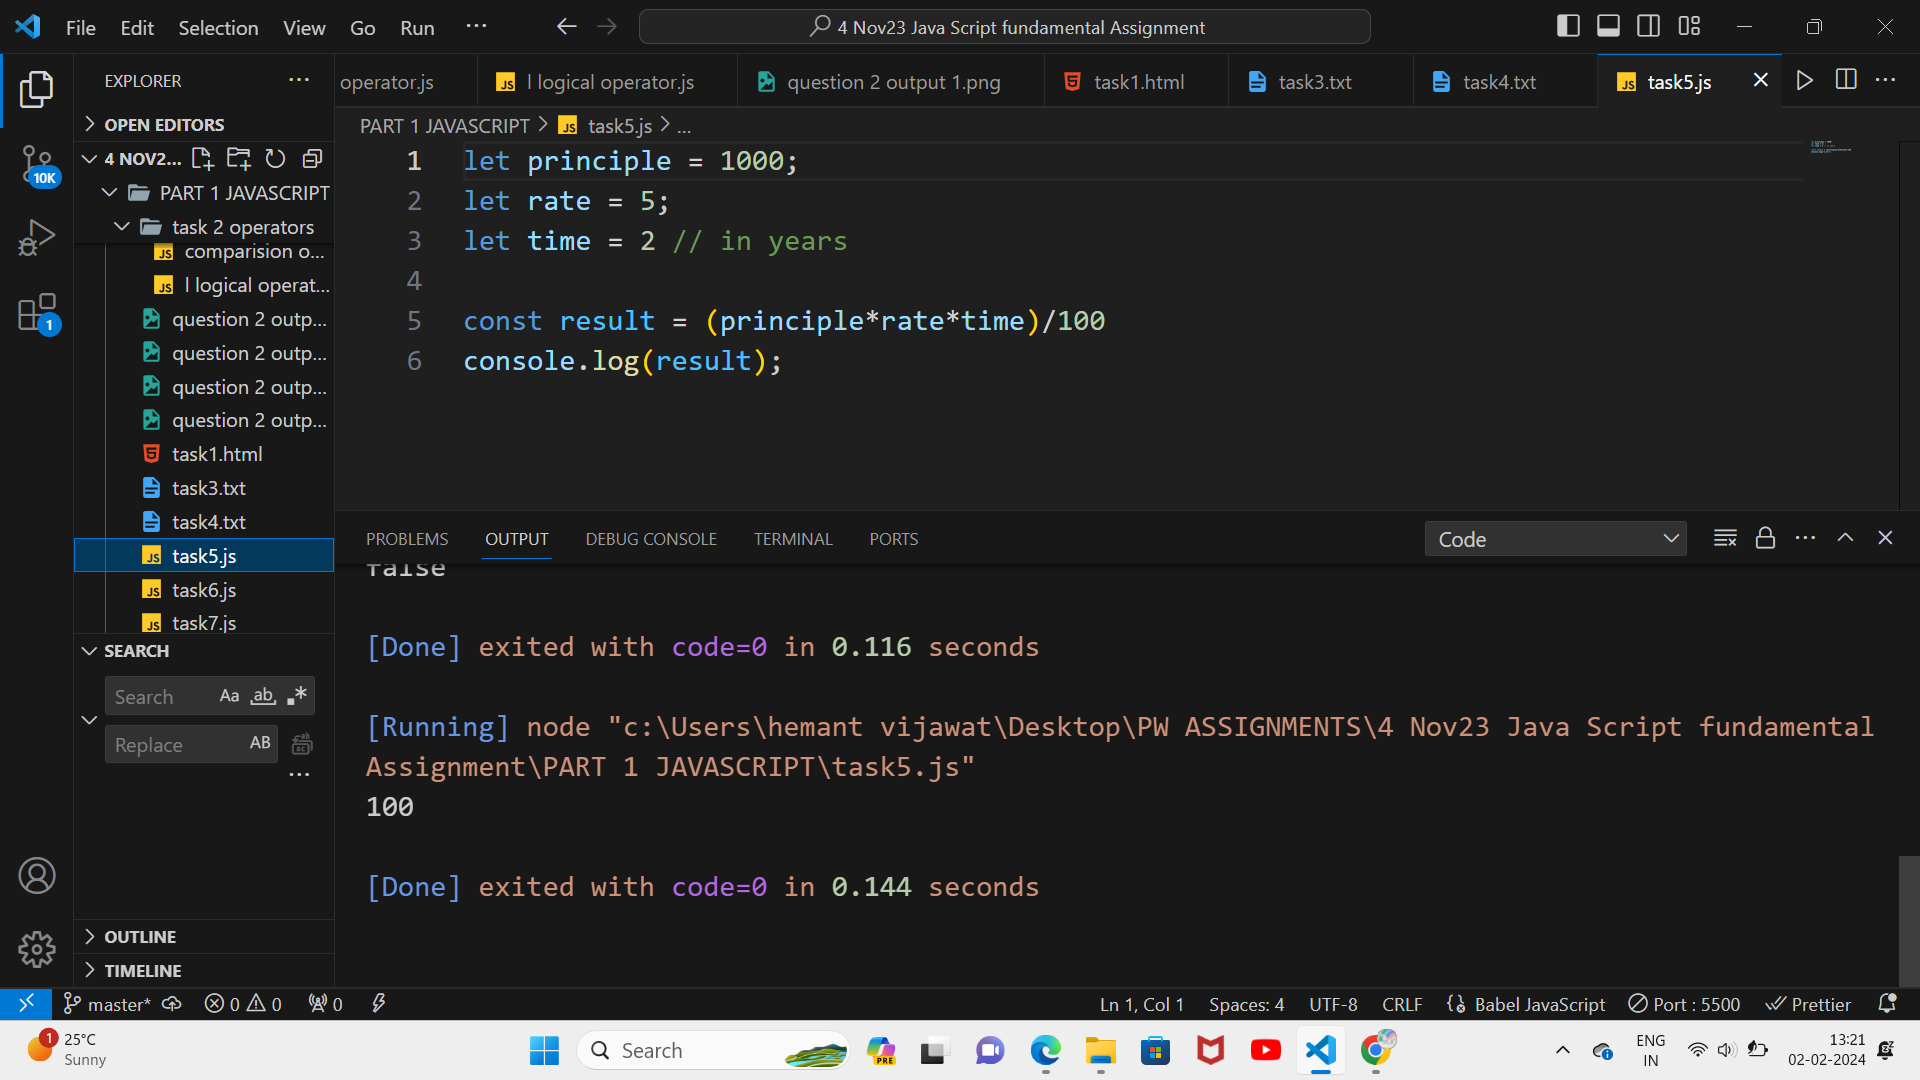 File Edit Selection View Go Run ··· 4 Nov23 Java Script fundamental Assignment
EXPLORER ···
operator.js l logical operator.js question 2 output 1.png task1.html task3.txt task4.txt task5.js
OPEN EDITORS
PART 1 JAVASCRIPT > task5.js > ...
4 NOV2...
PART 1 JAVASCRIPT
task 2 operators
comparision o...
l logical operat...
question 2 outp...
question 2 outp...
question 2 outp...
question 2 outp...
task1.html
task3.txt
task4.txt
task5.js
task6.js
task7.js
10K
1
1 let principle = 1000;
2 let rate = 5;
3 let time = 2 // in years
4
5 const result = (principle*rate*time)/100
6 console.log(result);
PROBLEMS OUTPUT DEBUG CONSOLE TERMINAL PORTS Code
false
[Done] exited with code=0 in 0.116 seconds
[Running] node "c:\Users\hemant vijawat\Desktop\PW ASSIGNMENTS\4 Nov23 Java Script fundamental
Assignment\PART 1 JAVASCRIPT\task5.js"
100
[Done] exited with code=0 in 0.144 seconds
SEARCH
Search Aa ab .*
Replace AB
···
OUTLINE
TIMELINE
master* 0 0 0 Ln 1, Col 1 Spaces: 4 UTF-8 CRLF Babel JavaScript Port : 5500 Prettier
1 25°C
Sunny
Search
PRE
ENG
IN
13:21
02-02-2024